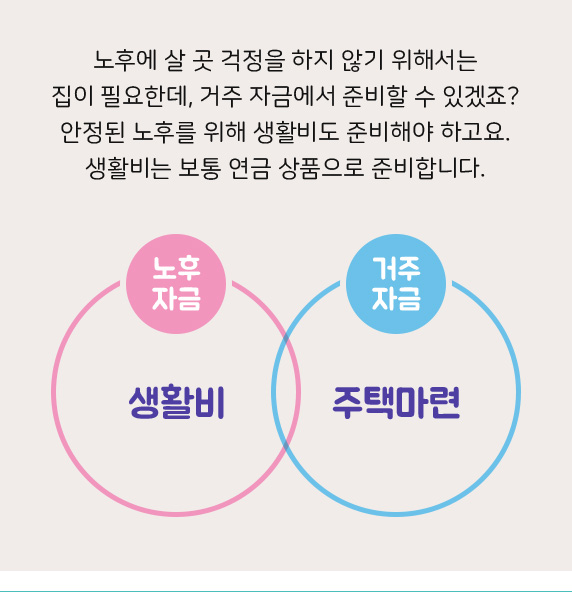 노후에 살 곳 걱정을 하지 않기 위해서는
집이 필요한데, 거주 자금에서 준비할 수 있겠죠?
안정된 노후를 위해 생활비도 준비해야 하고요.
생활비는 보통 연금 상품으로 준비합니다.
노후
자금
거주
자금
생활비
주택마련